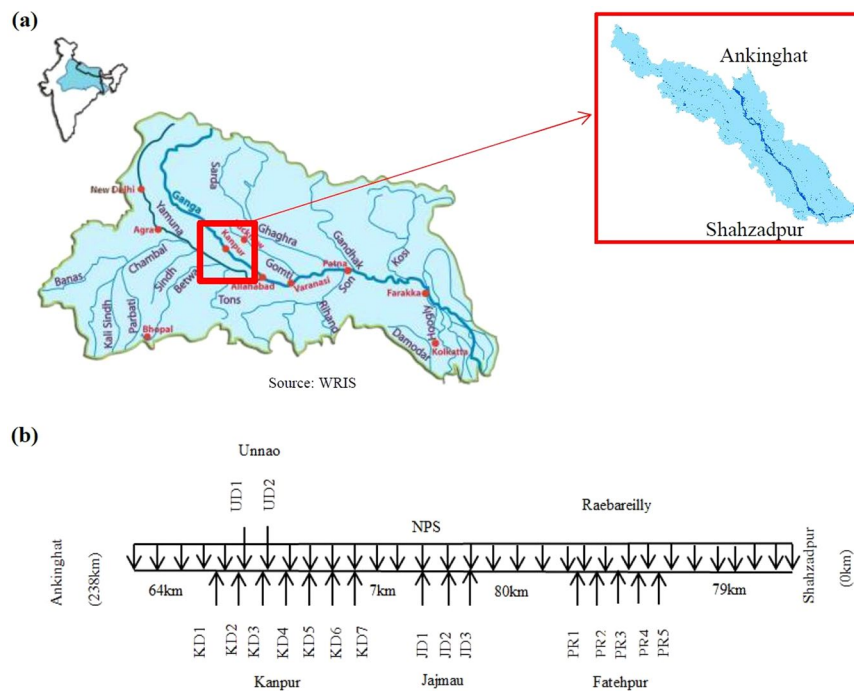 (a)
Ankinghat
Shahzadpur
New Delhi
Agra
Ganga
Yamuna
Sarda
Kanpur
Ghaghra
Gomti
Gandhak
Kosi
Banas
Chambal
Sindh
Betwa
Kali Sindh
Parbati
Bhopal
Allahabad
Tons
Varanasi
Patna
Son
Rihand
Farakka
Hoogly
Damodar
Kolkatta
Source: WRIS
(b)
Unnao
UD1
UD2
NPS
Raebareilly
Ankinghat
(238km)
64km
7km
80km
79km
Shahzadpur
(0km)
KD1
KD2
KD3
KD4
KD5
KD6
KD7
JD1
JD2
JD3
PR1
PR2
PR3
PR4
PR5
Kanpur
Jajmau
Fatehpur